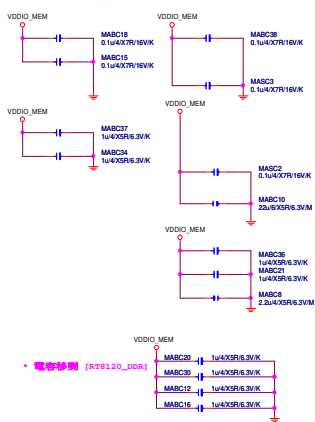 VDDIO_MEM
MABC18
0.1u/4/X7R/16V/K
MABC15
0.1u/4/X7R/16V/K
VDDIO_MEM
MABC38
0.1u/4/X7R/16V/K
MASC3
0.1u/4/X7R/16V/K
VDDIO_MEM
MABC37
1u/4/X5R/6.3V/K
MABC34
1u/4/X5R/6.3V/K
VDDIO_MEM
MASC2
0.1u/4/X7R/16V/K
MABC10
22u/6/X5R/6.3V/M
VDDIO_MEM
MABC36
1u/4/X5R/6.3V/K
MABC21
1u/4/X5R/6.3V/K
MABC8
2.2u/4/X5R/6.3V/M
VDDIO_MEM
MABC20 1u/4/X5R/6.3V/K
* 電容移到 [RT8120_DDR]
MABC30 1u/4/X5R/6.3V/K
MABC12 1u/4/X5R/6.3V/K
MABC16 1u/4/X5R/6.3V/K